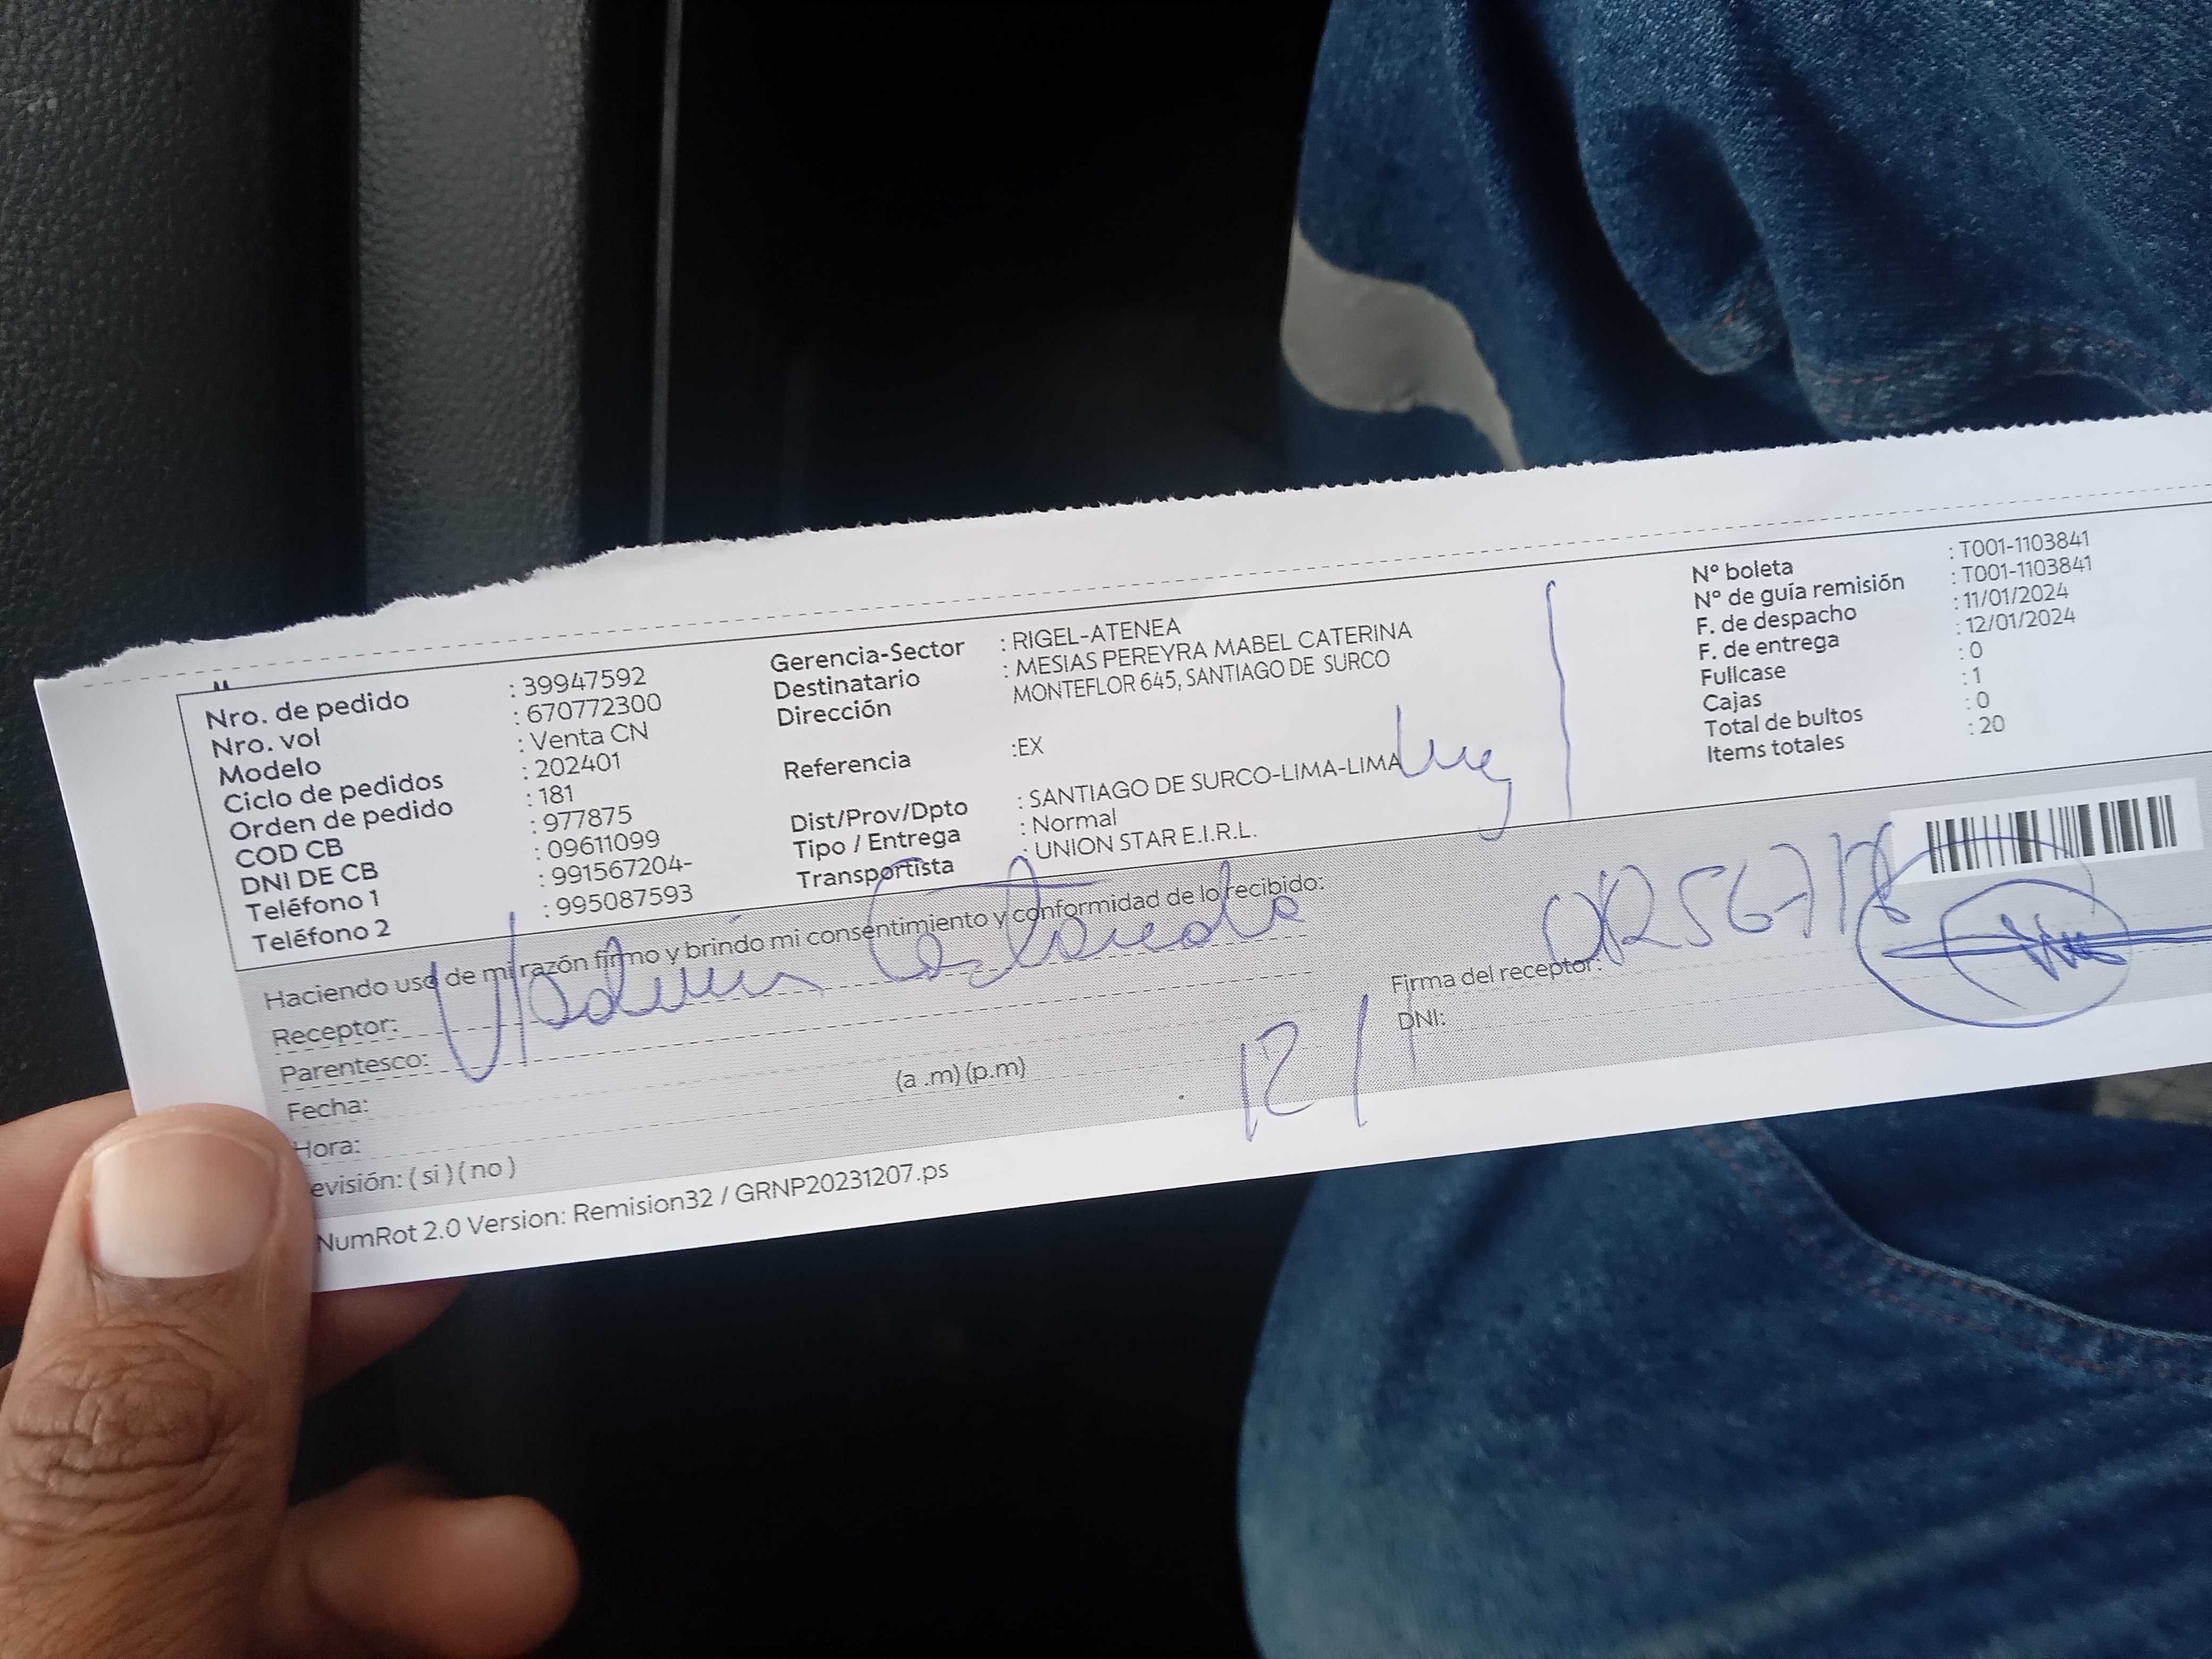 Nro. de pedido : 39947592
Nro. vol : 670772300
Modelo : Venta CN
Ciclo de pedidos : 202401
Orden de pedido : 181
COD CB : 977875
DNI DE CB : 09611099
Teléfono 1 : 991567204-
Teléfono 2 : 995087593
Gerencia-Sector : RIGEL-ATENEA
Destinatario : MESIAS PEREYRA MABEL CATERINA
Dirección MONTEFLOR 645, SANTIAGO DE SURCO
Referencia :EX
Dist/Prov/Dpto : SANTIAGO DE SURCO-LIMA-LIMA
Tipo / Entrega : Normal
Transportista : UNION STAR E.I.R.L.
N° boleta : T001-1103841
N° de guía remisión : T001-1103841
F. de despacho : 11/01/2024
F. de entrega : 12/01/2024
Fullcase : 0
Cajas : 1
Total de bultos : 0
Items totales : 20
Haciendo uso de mi razón firmo y brindo mi consentimiento y conformidad de lo recibido:
Receptor:
Parentesco:
Fecha:
Hora: (a .m) (p.m)
evisión: ( si ) ( no )
Firma del receptor:
DNI:
12/
NumRot 2.0 Version: Remision32 / GRNP20231207.ps